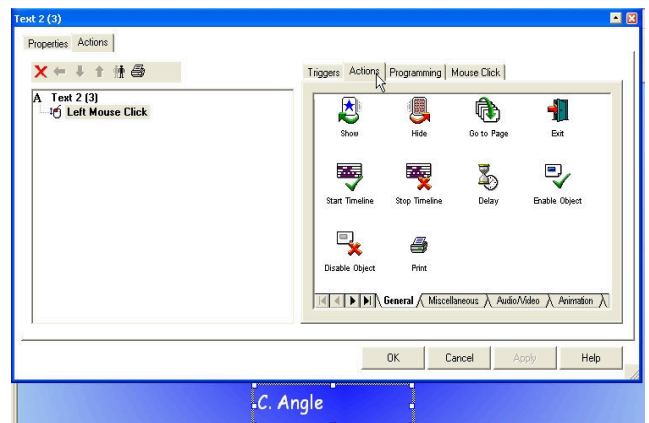 Text 2 (3)
Properties Actions
Triggers Actions Programming Mouse Click
A Text 2 (3)
Left Mouse Click
Show Hide Go to Page Exit
Start Timeline Stop Timeline Delay Enable Object
Disable Object Print
General Miscellaneous Audio/Video Animation
OK Cancel Apply Help
C. Angle